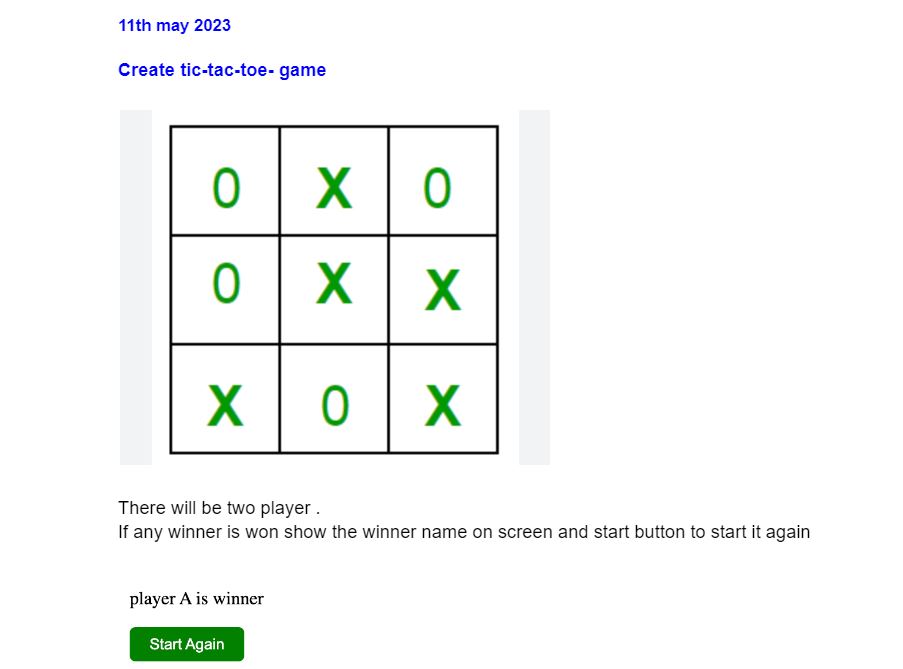 11th may 2023
Create tic-tac-toe- game
0 X 0
0 X X
X 0 X
There will be two player .
If any winner is won show the winner name on screen and start button to start it again
player A is winner
Start Again